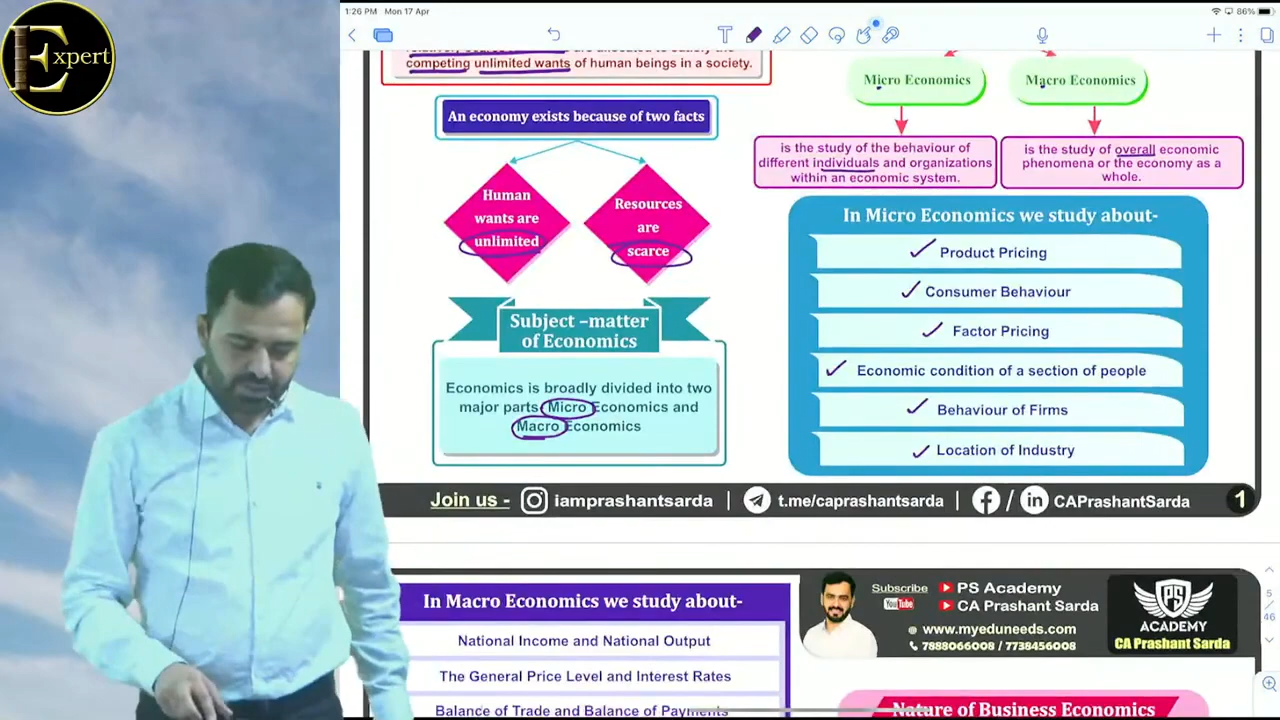 Expert
1:26 PM Mon 17 Apr
86%
competing unlimited wants of human beings in a society.
An economy exists because of two facts
Human
wants are
unlimited
Resources
are
scarce
Subject –matter
of Economics
Economics is broadly divided into two
major parts Micro Economics and
Macro Economics
Micro Economics
Macro Economics
is the study of the behaviour of
different individuals and organizations
within an economic system.
is the study of overall economic
phenomena or the economy as a
whole.
In Micro Economics we study about-
Product Pricing
Consumer Behaviour
Factor Pricing
Economic condition of a section of people
Behaviour of Firms
Location of Industry
Join us - iamprashantsarda | t.me/caprashantsarda | / in CAPrashantSarda 1
In Macro Economics we study about-
National Income and National Output
The General Price Level and Interest Rates
Balance of Trade and Balance of Payments
Subscribe
YouTube
PS Academy
CA Prashant Sarda
www.myeduneeds.com
7888066008 / 7738456008
PS
ACADEMY
CA Prashant Sarda
Nature of Business Economics
5
/
46